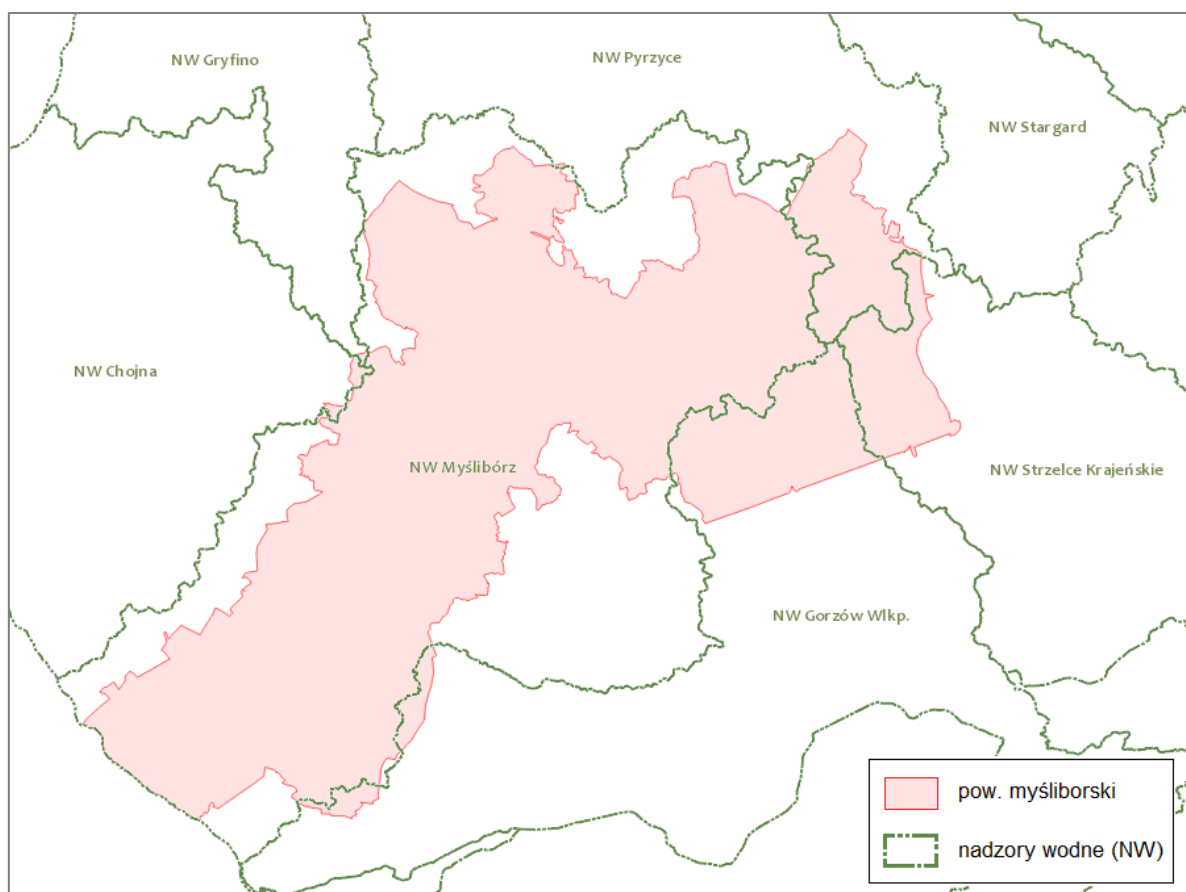 NW Gryfino
NW Pyrzyce
NW Stargard
NW Chojna
NW Myślibórz
NW Strzelce Krajeńskie
NW Gorzów Wlkp.
pow. myśliborski
nadzory wodne (NW)